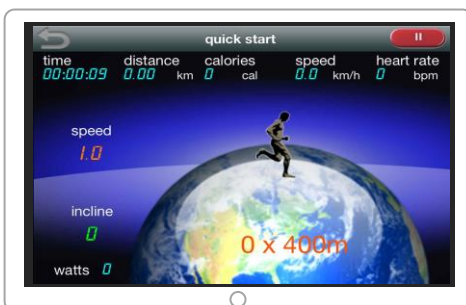 quick start
time distance calories speed heart rate
00:00:09 0.00 km 0 cal 0.0 km/h 0 bpm
speed
1.0
incline
0
0 x 400m
watts 0